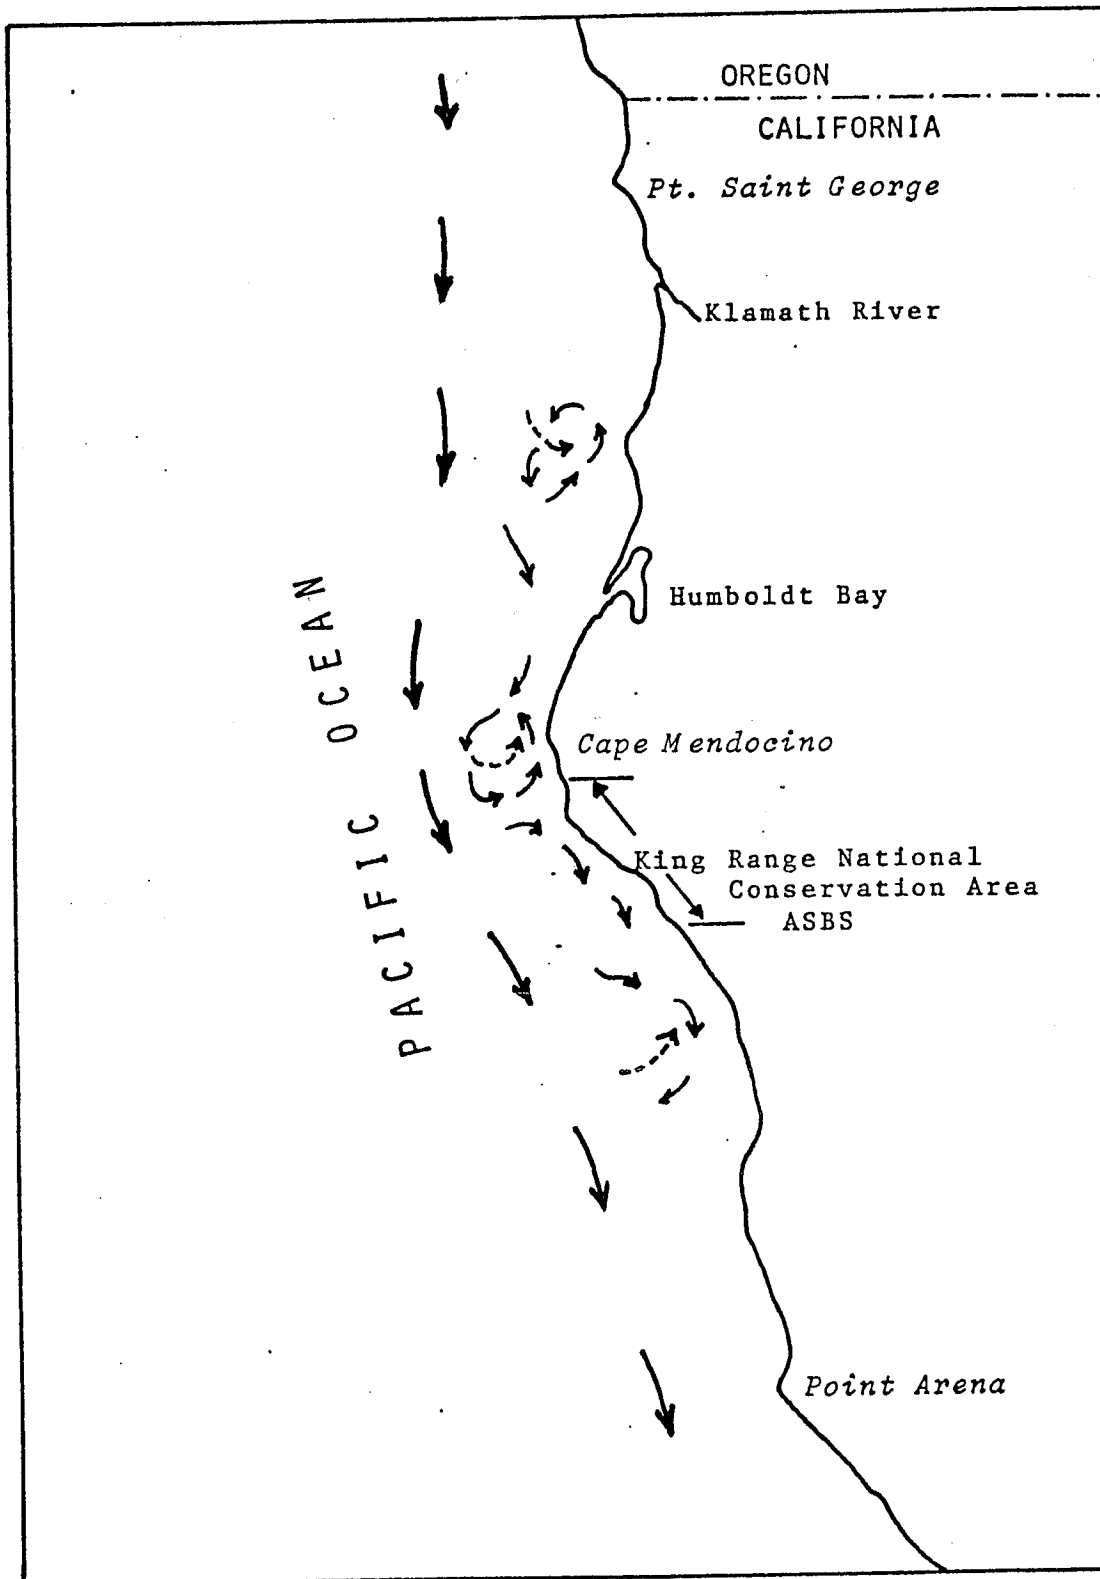 OREGON
CALIFORNIA
Pt. Saint George
Klamath River
Humboldt Bay
PACIFIC OCEAN
Cape Mendocino
King Range National
Conservation Area
ASBS
Point Arena